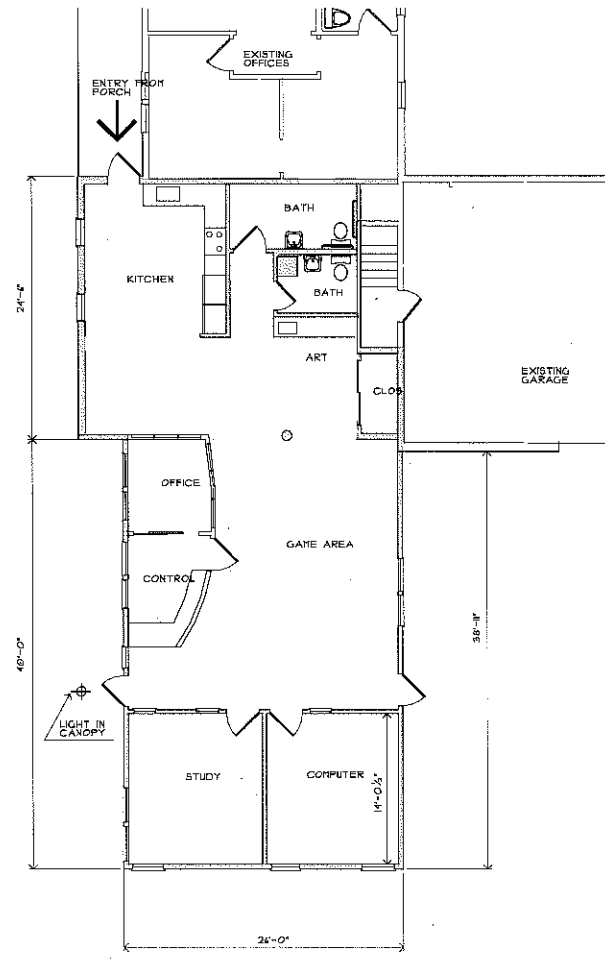 EXISTING
OFFICES
ENTRY FROM
PORCH
BATH
KITCHEN
BATH
24'-6"
ART
EXISTING
GARAGE
CLOS
OFFICE
GAME AREA
CONTROL
40'-0"
38'-11"
LIGHT IN
CANOPY
STUDY
COMPUTER
14'-0½"
26'-0"